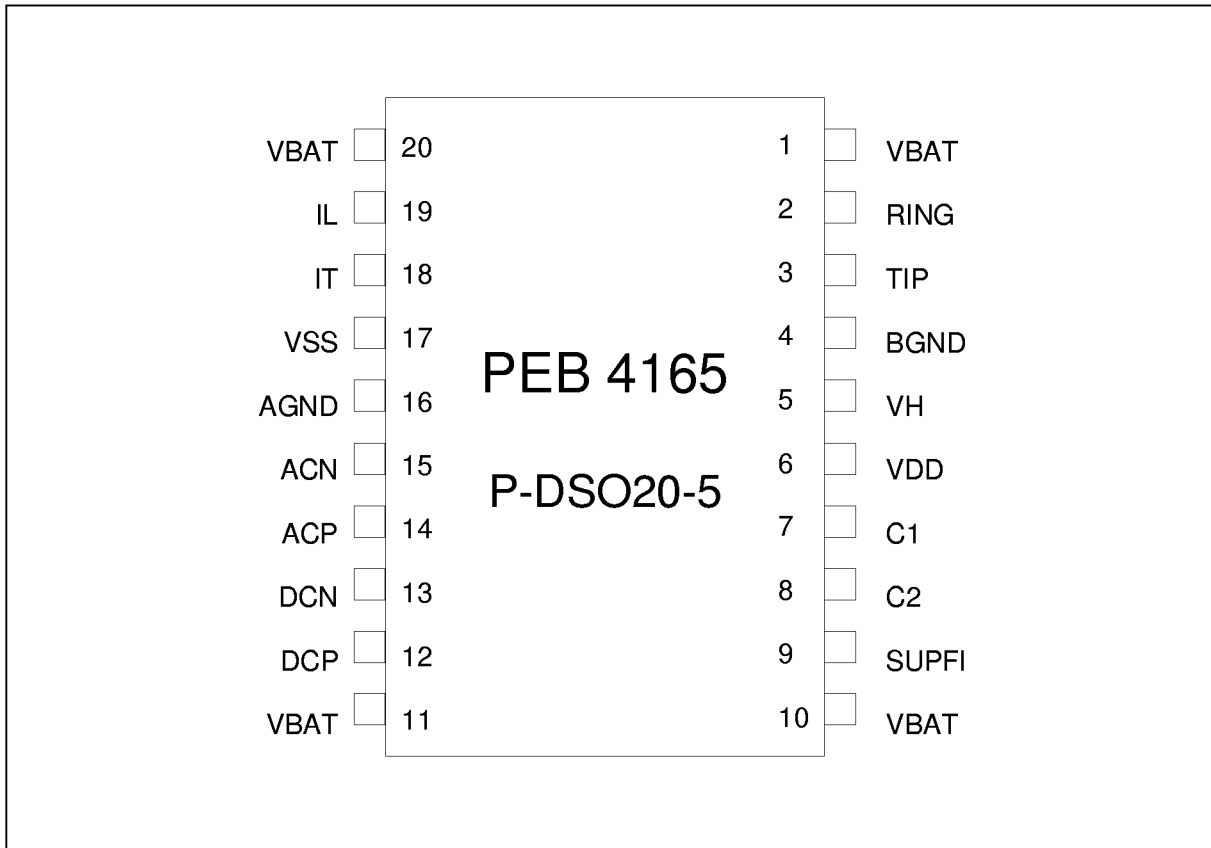 VBAT 20 1 VBAT
IL 19 2 RING
IT 18 3 TIP
VSS 17 4 BGND
PEB 4165
AGND 16 5 VH
ACN 15 6 VDD
P-DSO20-5
ACP 14 7 C1
DCN 13 8 C2
DCP 12 9 SUPFI
VBAT 11 10 VBAT